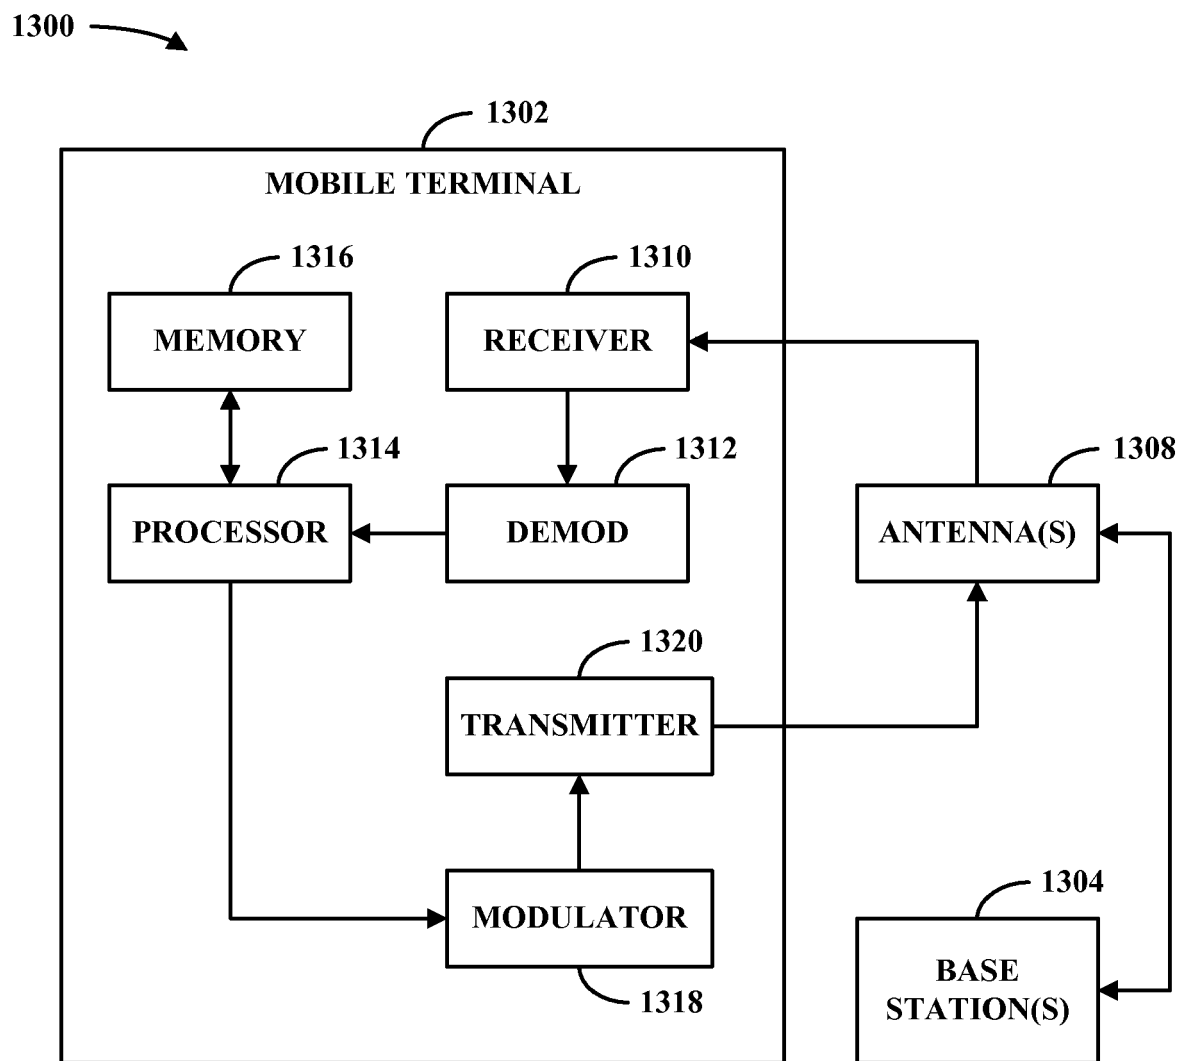 1300
1302
MOBILE TERMINAL
1316
1310
MEMORY
RECEIVER
1314
1312
1308
PROCESSOR
DEMOD
ANTENNA(S)
1320
TRANSMITTER
1304
MODULATOR
BASE
STATION(S)
1318